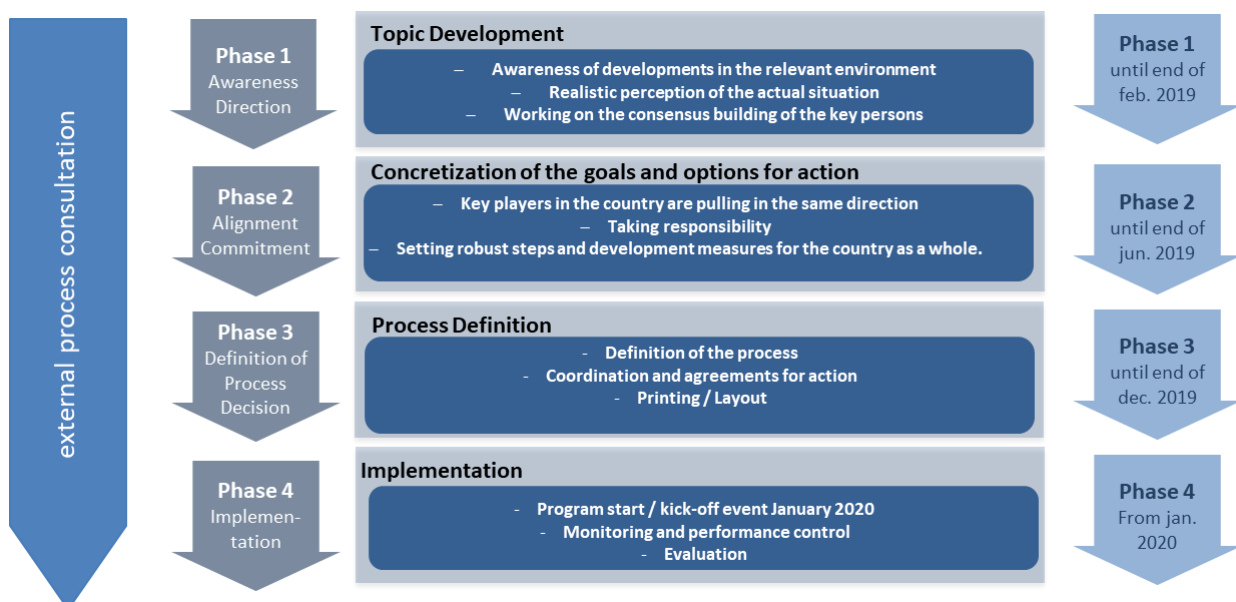 external process consultation
Phase 1
Awareness
Direction
Topic Development
– Awareness of developments in the relevant environment
– Realistic perception of the actual situation
– Working on the consensus building of the key persons
Phase 1
until end of
feb. 2019
Phase 2
Alignment
Commitment
Concretization of the goals and options for action
– Key players in the country are pulling in the same direction
– Taking responsibility
– Setting robust steps and development measures for the country as a whole.
Phase 2
until end of
jun. 2019
Phase 3
Definition of
Process
Decision
Process Definition
- Definition of the process
- Coordination and agreements for action
- Printing / Layout
Phase 3
until end of
dec. 2019
Phase 4
Implemen-
tation
Implementation
- Program start / kick-off event January 2020
- Monitoring and performance control
- Evaluation
Phase 4
From jan.
2020